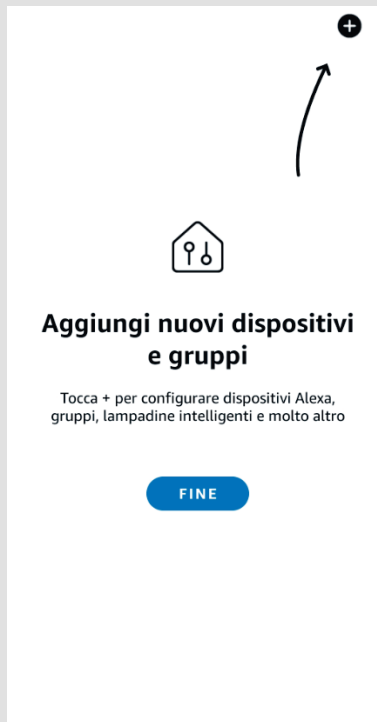 Aggiungi nuovi dispositivi
e gruppi
Tocca + per configurare dispositivi Alexa,
gruppi, lampadine intelligenti e molto altro
FINE